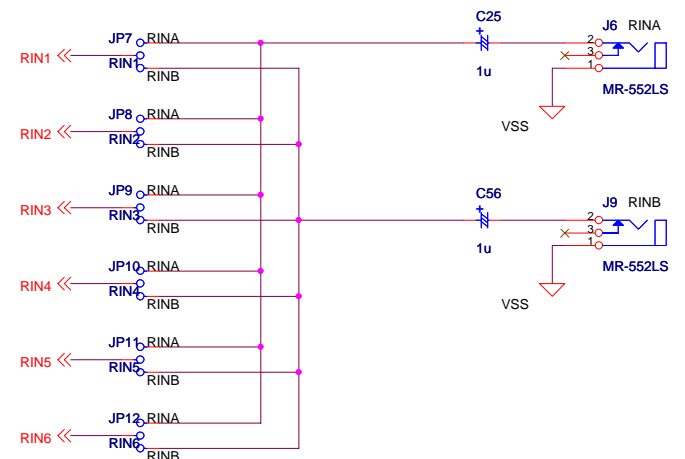 C25
J6 RINA
JP7 RINA
+
2
RIN1
RIN1
3
RINB
1u
1
MR-552LS
JP8 RINA
VSS
RIN2
RIN2
RINB
JP9 RINA
C56
J9 RINB
+
RIN3
RIN3
2
RINB
3
1u
1
MR-552LS
JP10 RINA
RIN4
RIN4
RINB
VSS
JP11 RINA
RIN5
RIN5
RINB
JP12 RINA
RIN6
RIN6
RINB